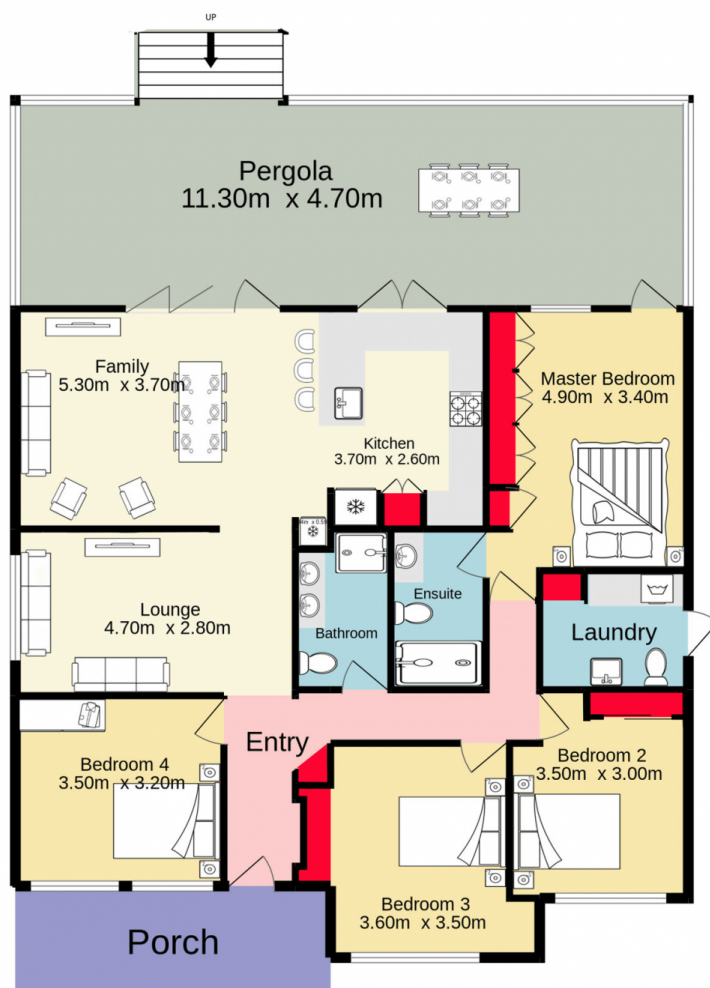 UP
Pergola
11.30m x 4.70m
Family
5.30m x 3.70m
Master Bedroom
4.90m x 3.40m
Kitchen
3.70m x 2.60m
Ensuite
Lounge
4.70m x 2.80m
Bathroom
Laundry
Entry
Bedroom 4
3.50m x 3.20m
Bedroom 2
3.50m x 3.00m
Bedroom 3
3.60m x 3.50m
Porch